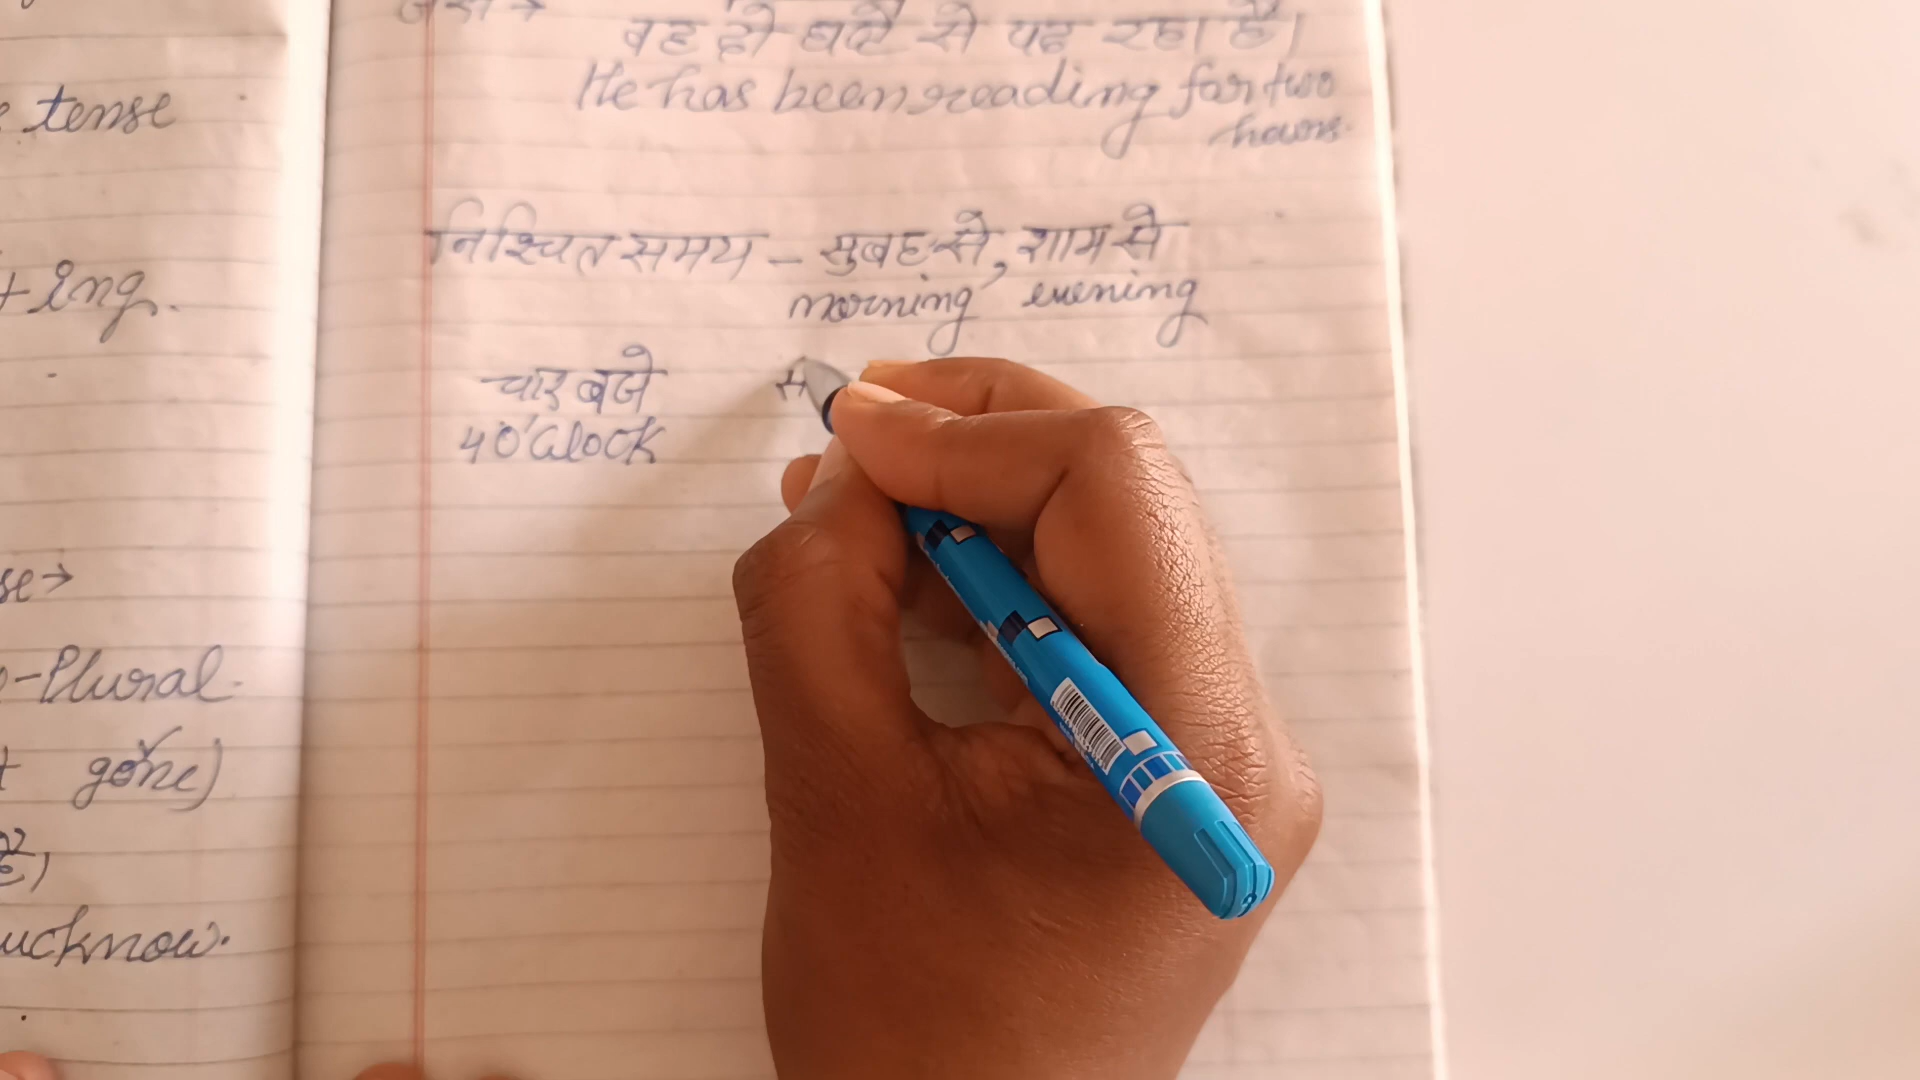 tense
+ ing.
se→
-Plural.
+ gone)
है)
ucknow.
जैसे →
वह दो घंटे से पढ़ रहा है।
He has been reading for two
hours.
निश्चित समय – सुबह से, शाम से
morning, evening
चार बजे
4 O'Clock